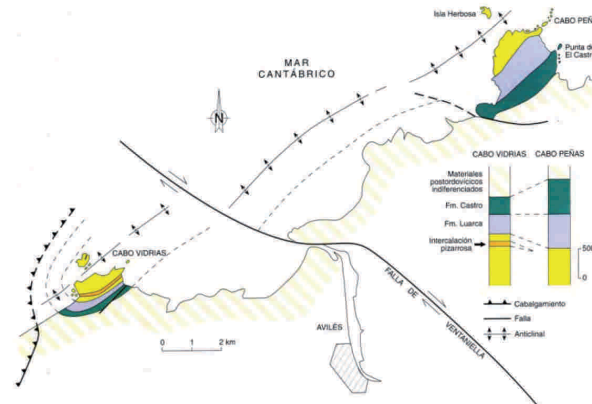 Isla Herbosa
CABO PEÑ
Punta de
El Castro
MAR
CANTÁBRICO
N
CABO VIDRIAS
CABO PEÑAS
Materiales
postordovícicos
indiferenciados
Fm. Castro
Fm. Luarca
Intercalación
pizarrosa
500
0
CABO VIDRIAS
FALLA DE VENTANIELLA
AVILÉS
0 1 2 km
Cabalgamiento
Falla
Anticlinal